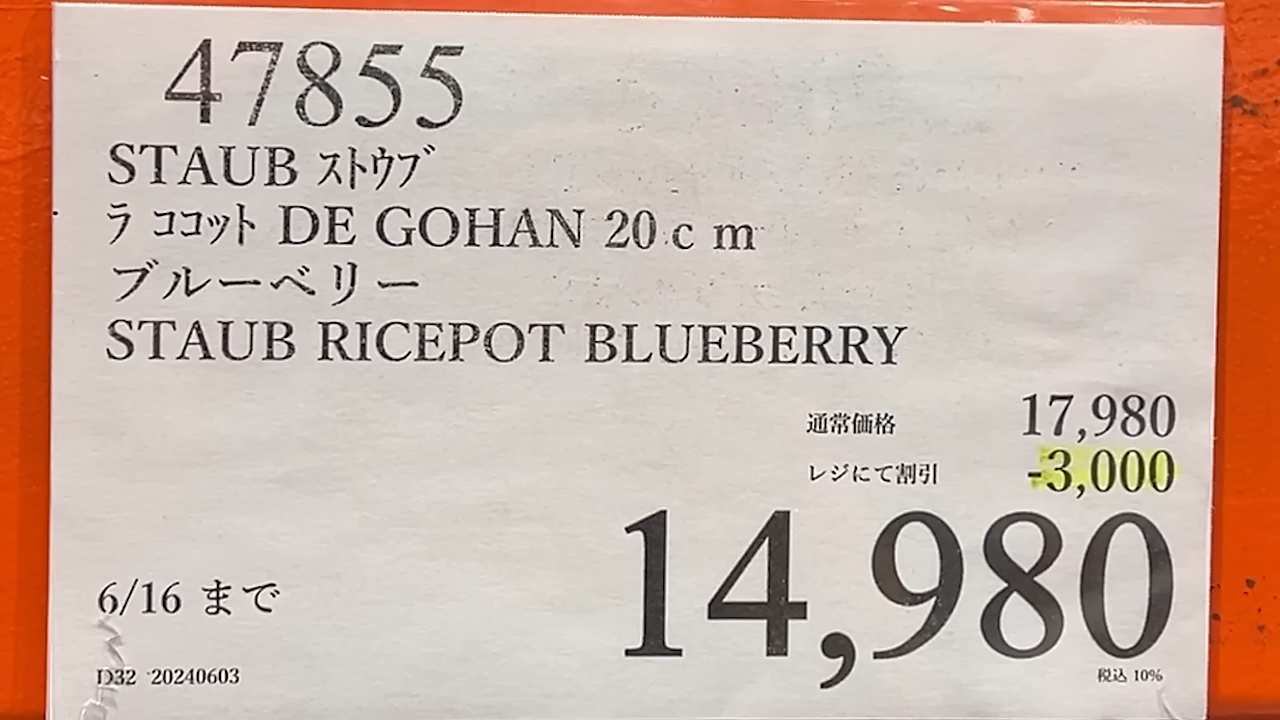 47855
STAUB ｽﾄｳﾌﾞ
ラ ｺｺｯﾄ DE GOHAN 20ｃｍ
ブルーベリー
STAUB RICEPOT BLUEBERRY
通常価格 17,980
レジにて割引 -3,000
14,980
6/16 まで
D32 20240603
税込 10%